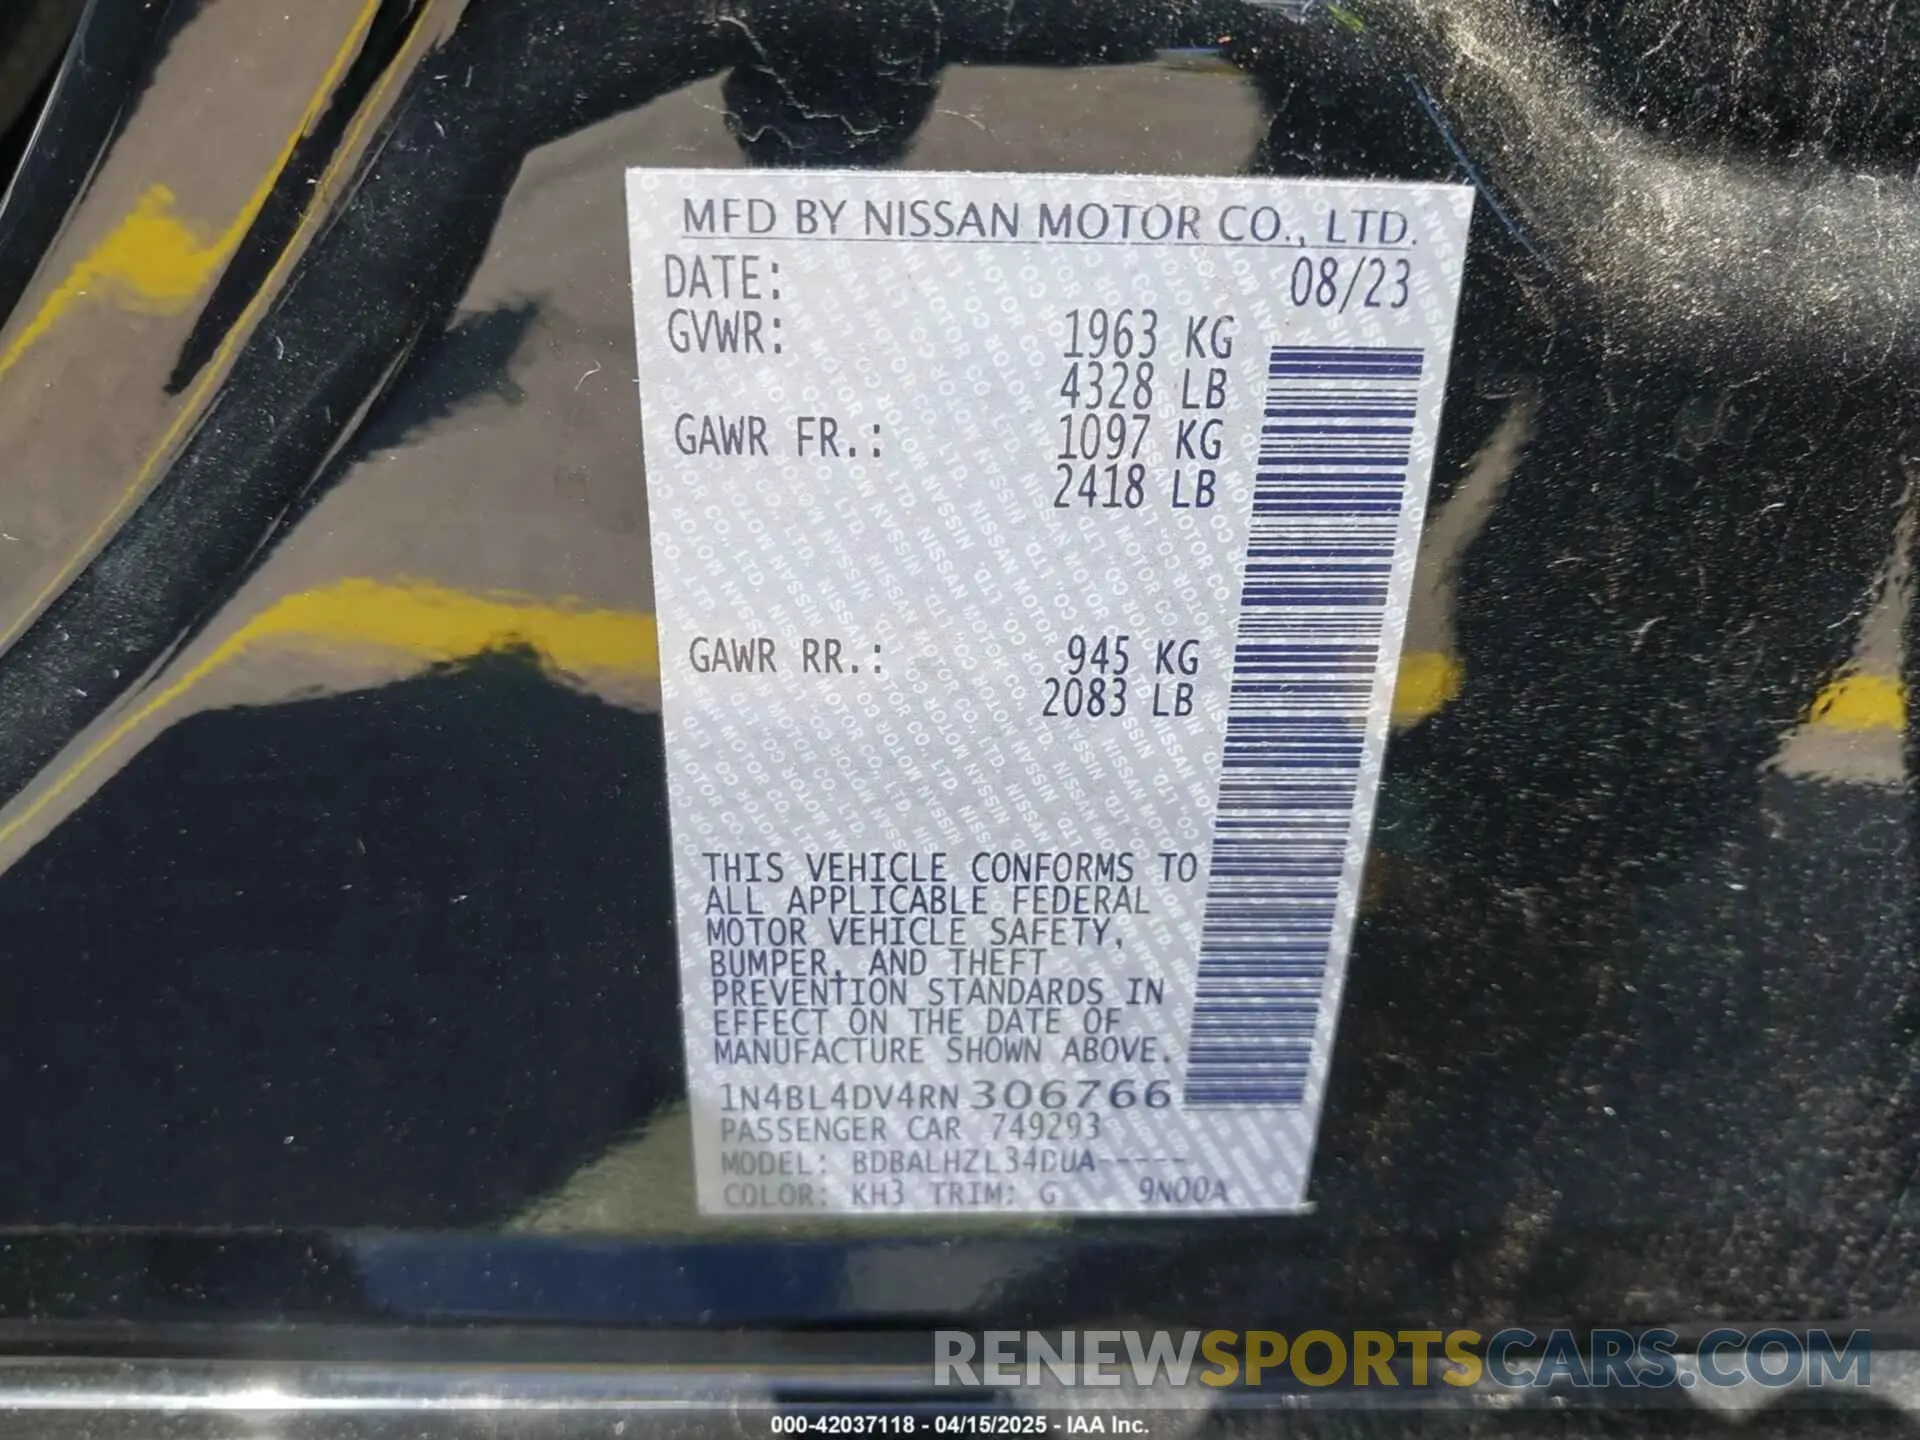 MFD BY NISSAN MOTOR CO., LTD.
DATE: 08/23
GVWR: 1963 KG
4328 LB
GAWR FR.: 1097 KG
2418 LB
GAWR RR.: 945 KG
2083 LB
THIS VEHICLE CONFORMS TO
ALL APPLICABLE FEDERAL
MOTOR VEHICLE SAFETY,
BUMPER, AND THEFT
PREVENTION STANDARDS IN
EFFECT ON THE DATE OF
MANUFACTURE SHOWN ABOVE.
1N4BL4DV4RN306766
PASSENGER CAR 749293
MODEL: BDBALHZL34DUA-----
COLOR: KH3 TRIM: G 9N00A
RENEWSPORTSCARS.COM
000-42037118 - 04/15/2025 - IAA Inc.